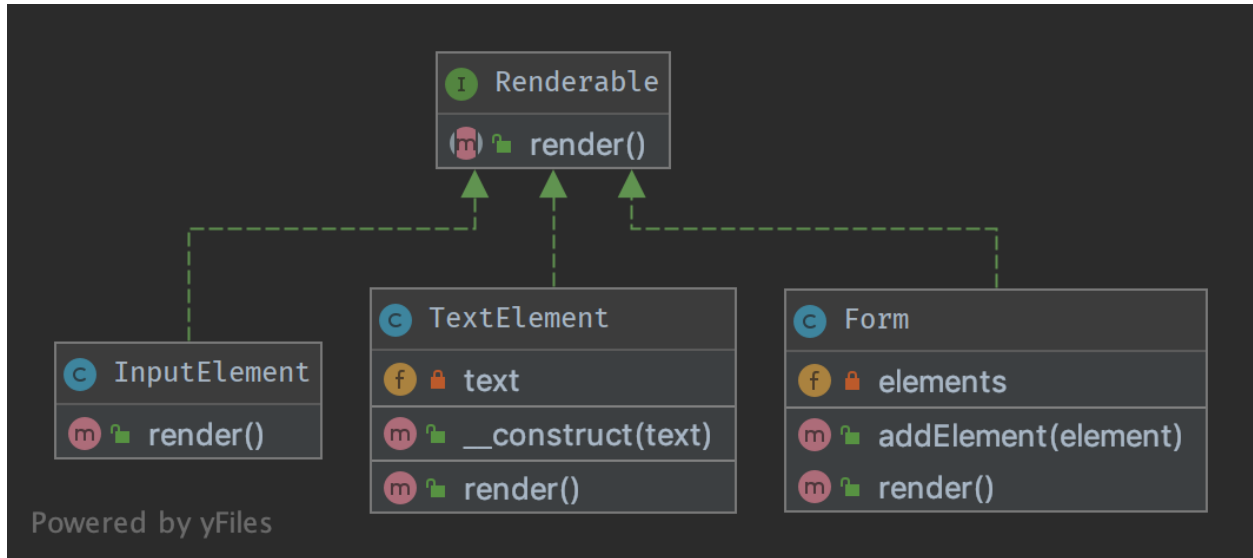 I Renderable
m render()
C InputElement
m render()
C TextElement
f text
m __construct(text)
m render()
C Form
f elements
m addElement(element)
m render()
Powered by yFiles